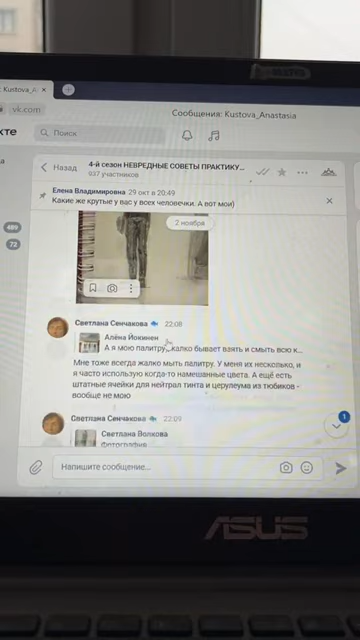 Kustova_A
vk.com
Сообщения: Kustova_Anastasia
кте
Поиск
а
Назад
4-й сезон НЕВРЕДНЫЕ СОВЕТЫ ПРАКТИКУ...
937 участников
Елена Владимировна 29 окт в 20:49
Какие же крутые у вас у всех человечки. А вот мои)
2 ноября
489
72
Светлана Сенчакова 22:08
Алёна Йокинен
А я мою палитру, жалко бывает взять и смыть всю к...
Мне тоже всегда жалко мыть палитру. У меня их несколько, и
я часто использую когда-то намешанные цвета. А ещё есть
штатные ячейки для нейтрал тинта и церулеума из тюбиков -
вообще не мою
Светлана Сенчакова 22:09
Светлана Волкова
Фотография
1
Напишите сообщение...
ASUS